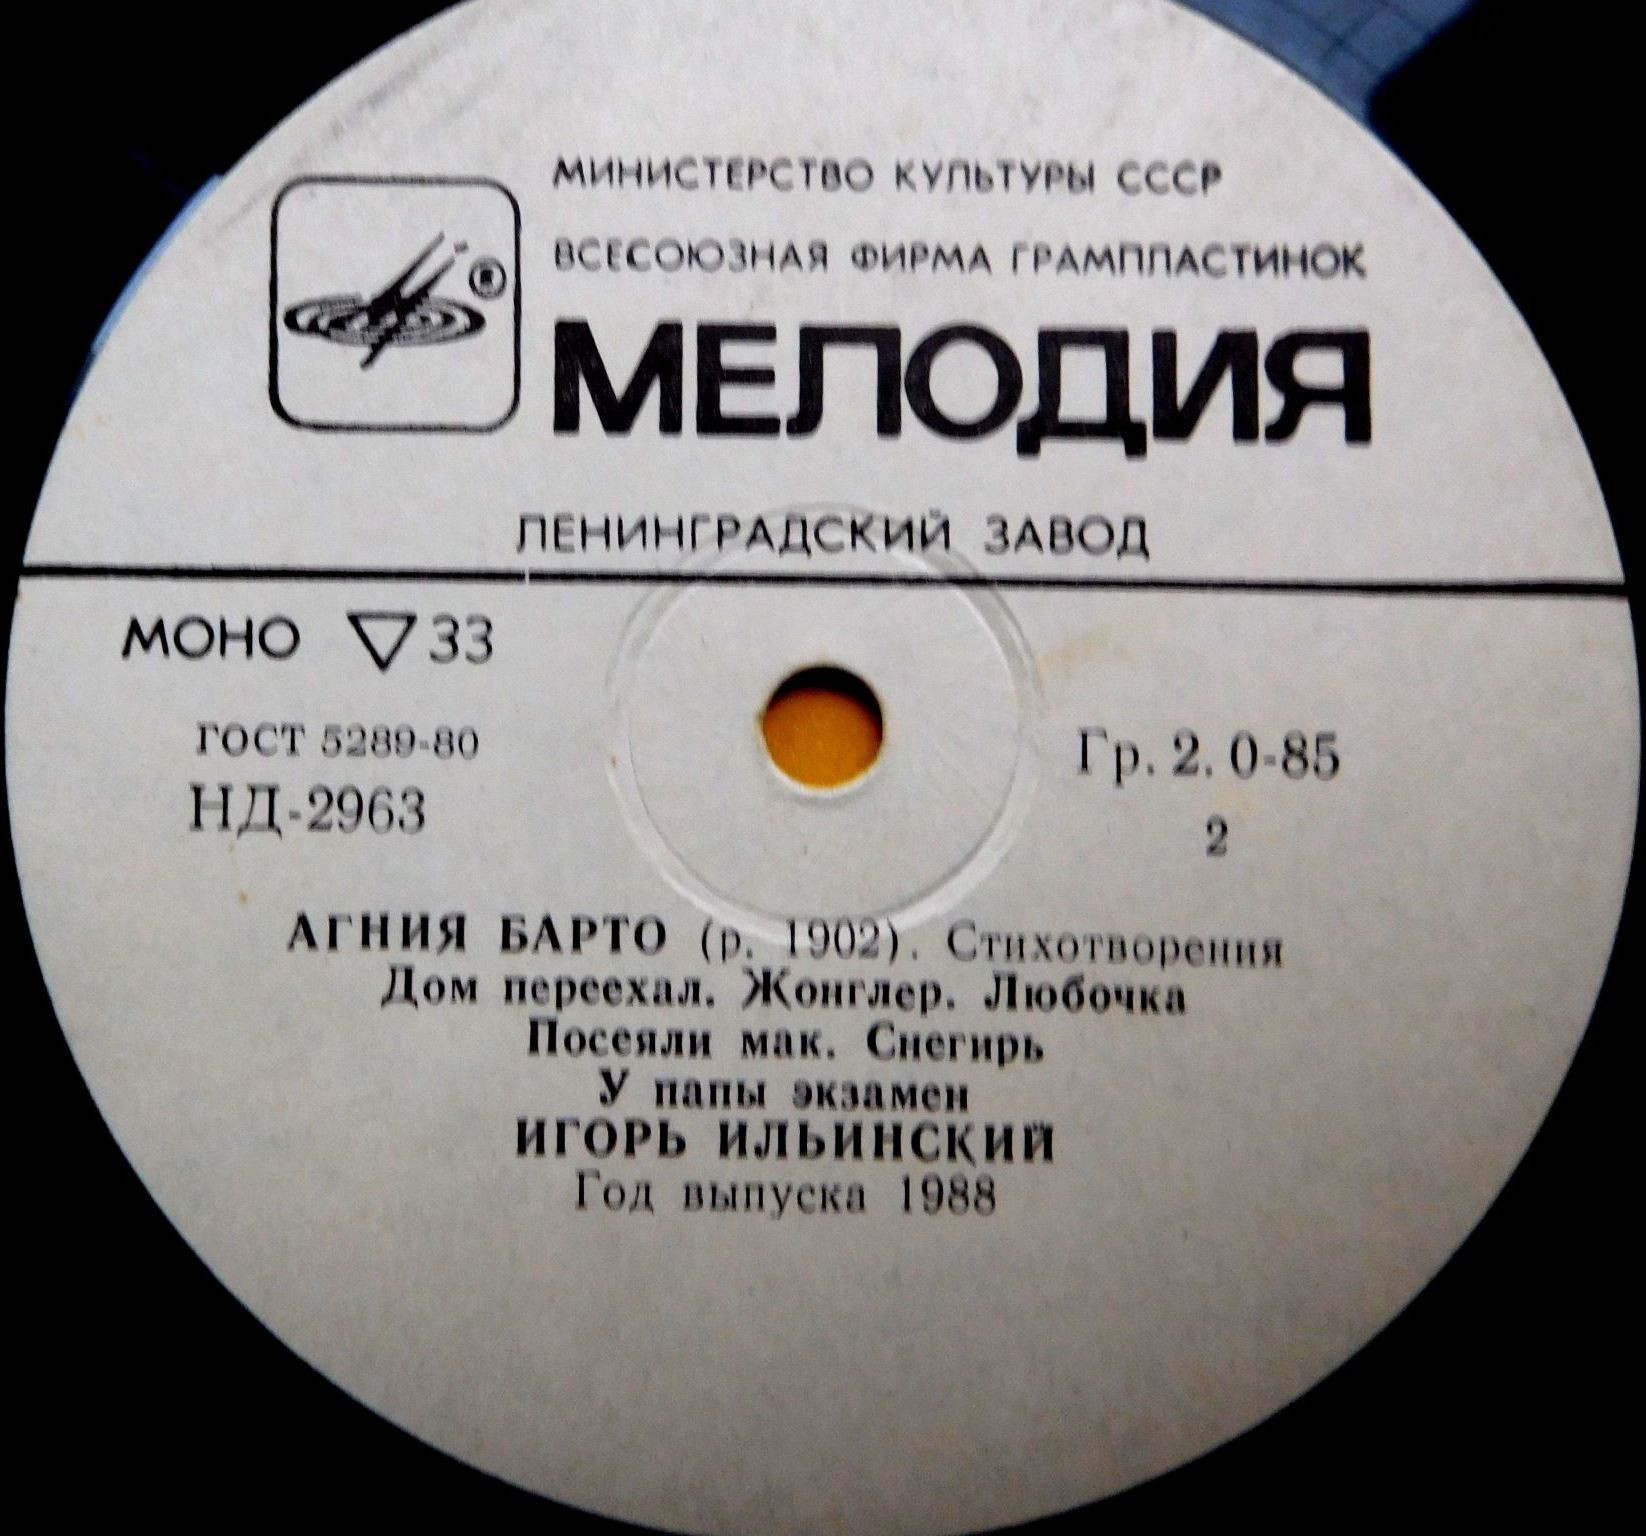 МИНИСТЕРСТВО КУЛЬТУРЫ СССР
ВСЕСОЮЗНАЯ ФИРМА ГРАМПЛАСТИНОК
®
МЕЛОДИЯ
ЛЕНИНГРАДСКИЙ ЗАВОД
МОНО ▽ 33
ГОСТ 5289-80
НД-2963
Гр. 2. 0-85
2
АГНИЯ БАРТО (р. 1902). Стихотворения
Дом переехал. Жонглер. Любочка
Посеяли мак. Снегирь
У папы экзамен
ИГОРЬ ИЛЬИНСКИЙ
Год выпуска 1988